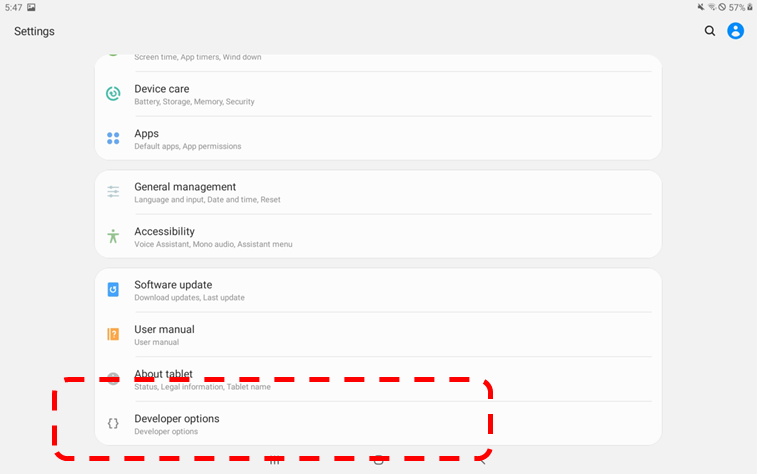 5:47
57%
Settings
Screen time, App timers, Wind down
Device care
Battery, Storage, Memory, Security
Apps
Default apps, App permissions
General management
Language and input, Date and time, Reset
Accessibility
Voice Assistant, Mono audio, Assistant menu
Software update
Download updates, Last update
User manual
User manual
About tablet
Status, Legal information, Tablet name
Developer options
Developer options